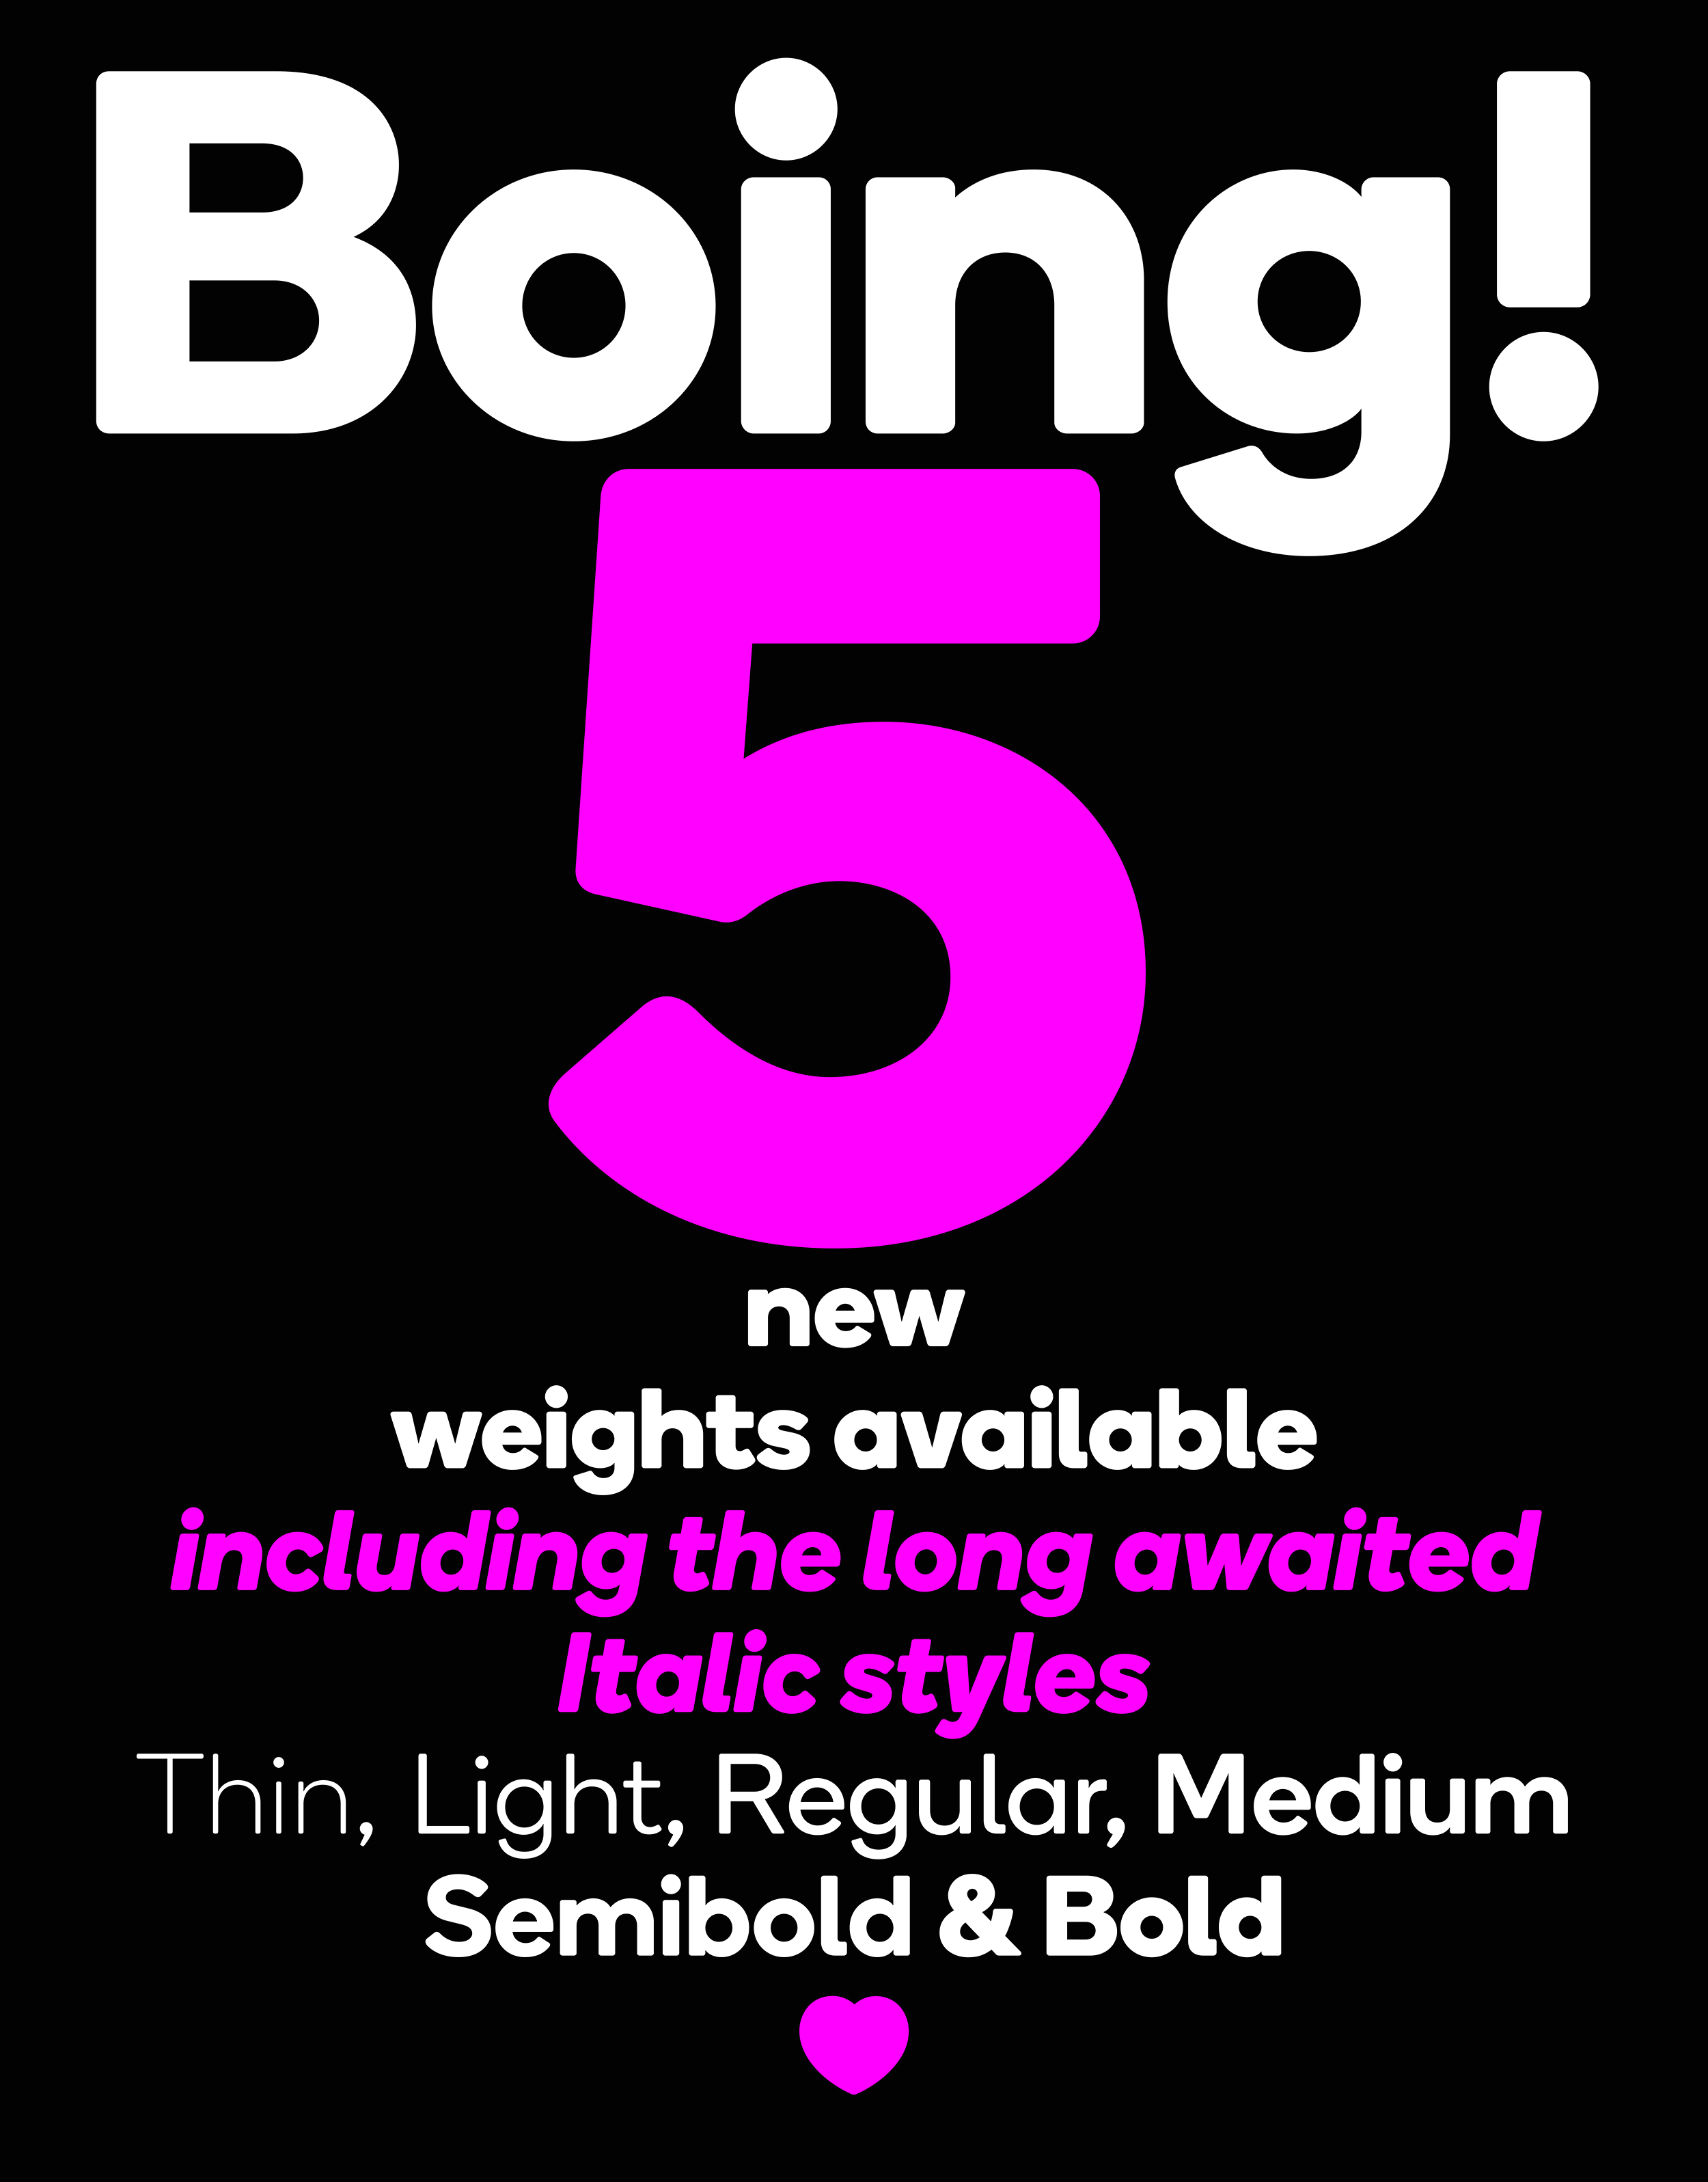 Boing!
5
new
weights available
including the long awaited
Italic styles
Thin, Light, Regular, Medium
Semibold & Bold